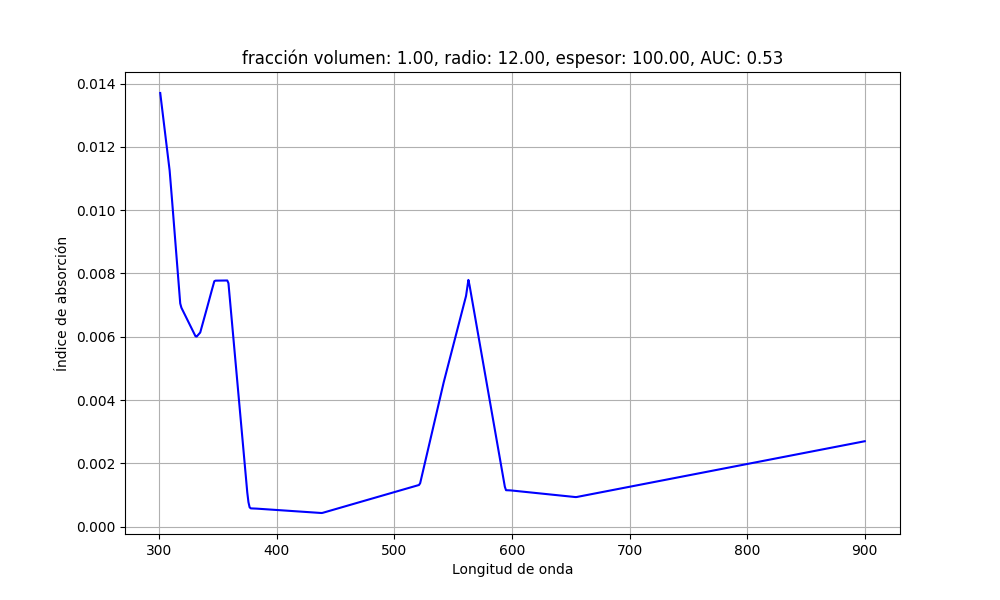 fracción volumen: 1.00, radio: 12.00, espesor: 100.00, AUC: 0.53
0.014
0.012
0.010
0.008
0.006
0.004
0.002
0.000
Índice de absorción
300 400 500 600 700 800 900
Longitud de onda